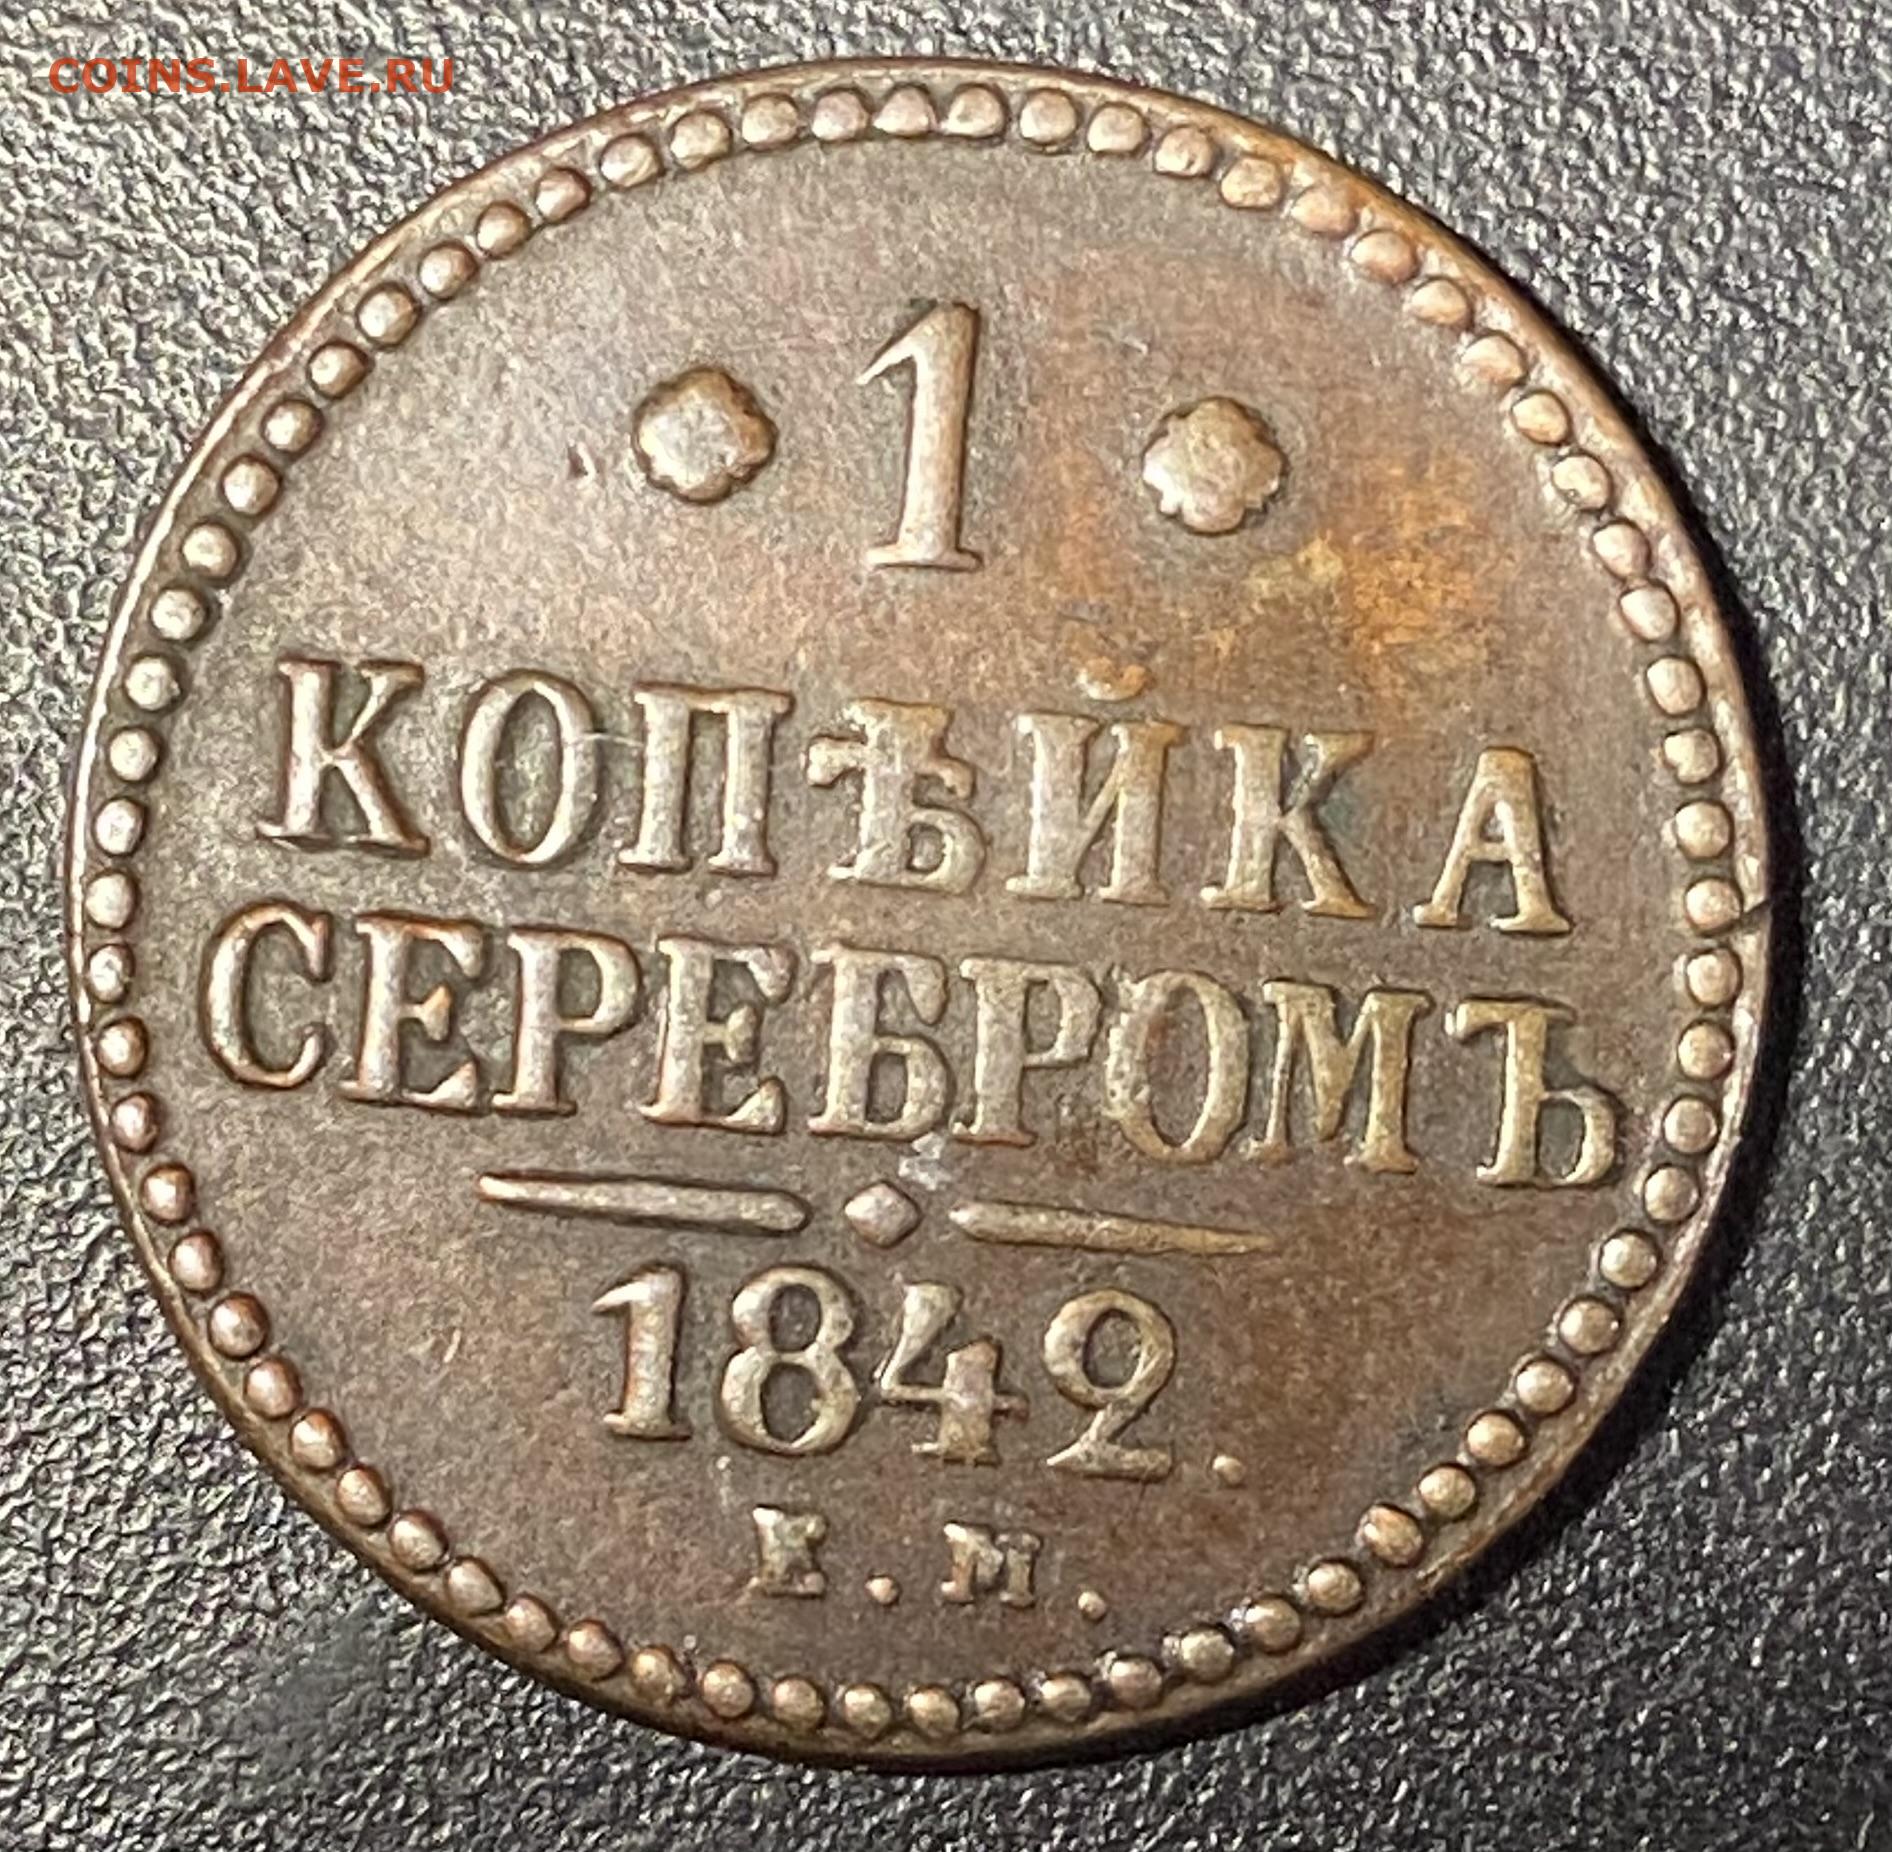 COINS.LAVE.RU
1
КОПѢЙКА
СЕРЕБРОМЪ
1842.
Е.М.